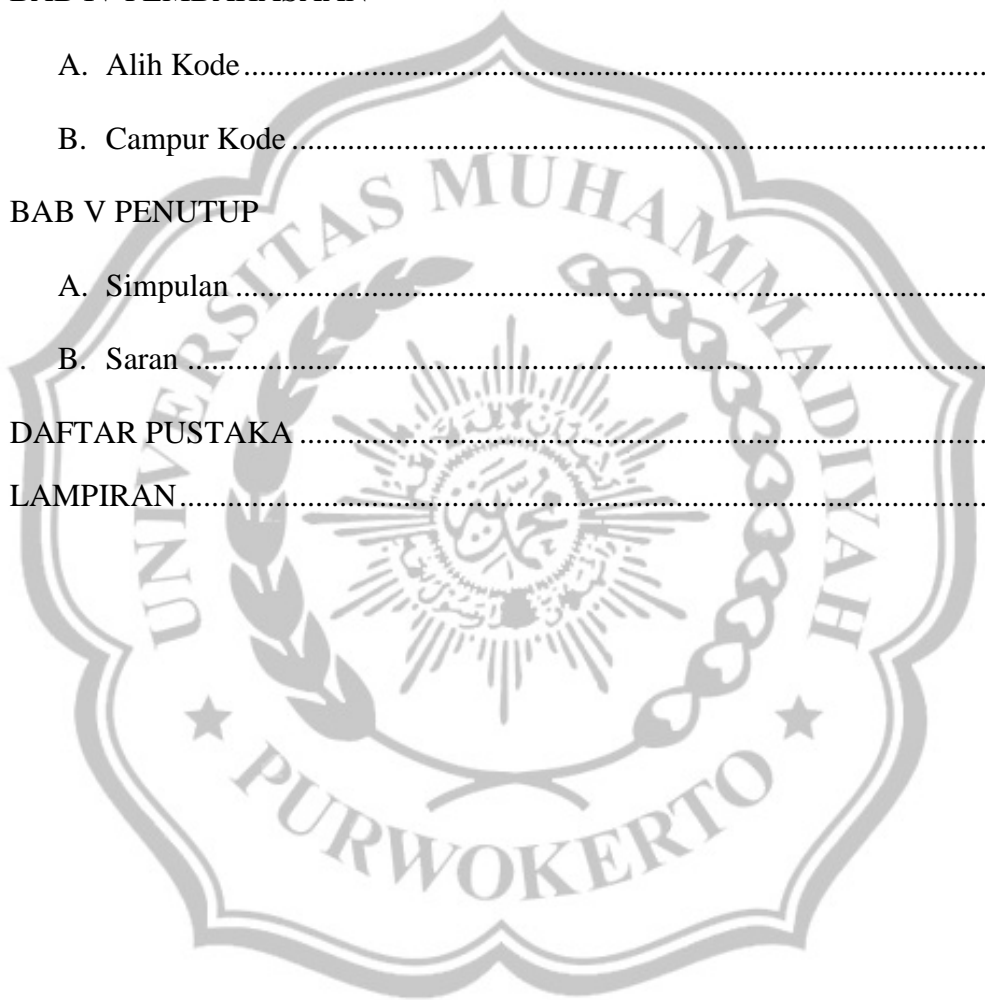 A. Alih Kode
B. Campur Kode
BAB V PENUTUP
A. Simpulan
B. Saran
DAFTAR PUSTAKA
LAMPIRAN
UNIVERSITAS MUHAMMADIYAH
PURWOKERTO